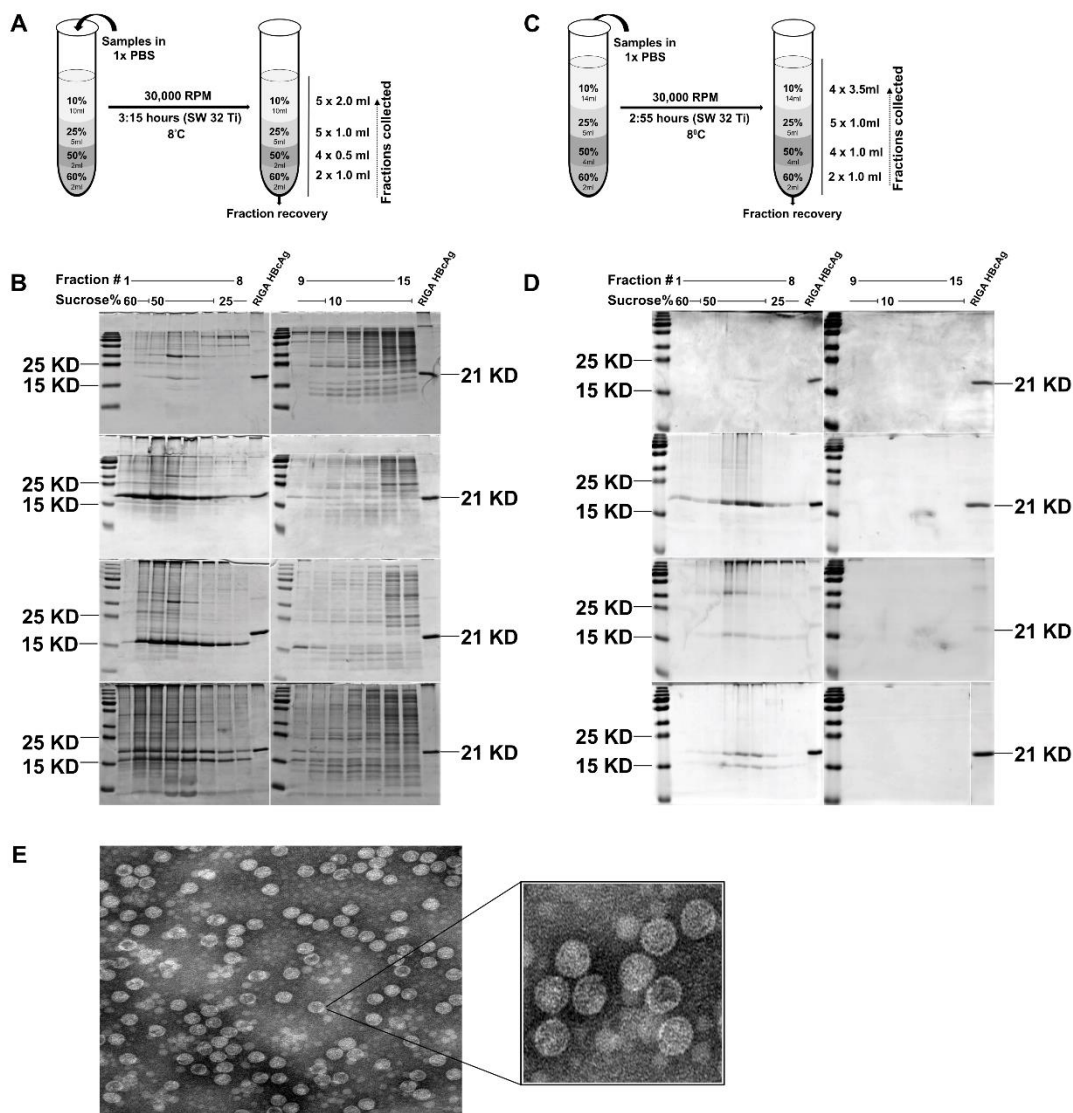 A
Samples in
1x PBS
10%
10ml
25%
5ml
50%
2ml
60%
2ml
30,000 RPM
3:15 hours (SW 32 Ti)
8°C
10%
10ml
25%
5ml
50%
2ml
60%
2ml
5 x 2.0 ml
5 x 1.0 ml
4 x 0.5 ml
2 x 1.0 ml
Fractions collected
Fraction recovery
C
Samples in
1x PBS
10%
14ml
25%
5ml
50%
4ml
60%
2ml
30,000 RPM
2:55 hours (SW 32 Ti)
8⁰C
10%
14ml
25%
5ml
50%
4ml
60%
2ml
4 x 3.5ml
5 x 1.0ml
4 x 1.0 ml
2 x 1.0 ml
Fractions collected
Fraction recovery
B
Fraction # 1 8 RIGA HBcAg 9 15 RIGA HBcAg
Sucrose% 60 50 25 10
25 KD
15 KD
21 KD
25 KD
15 KD
21 KD
25 KD
15 KD
21 KD
25 KD
15 KD
21 KD
D
Fraction # 1 8 RIGA HBcAg 9 15 RIGA HBcAg
Sucrose% 60 50 25 10
25 KD
15 KD
21 KD
25 KD
15 KD
21 KD
25 KD
15 KD
21 KD
25 KD
15 KD
21 KD
E